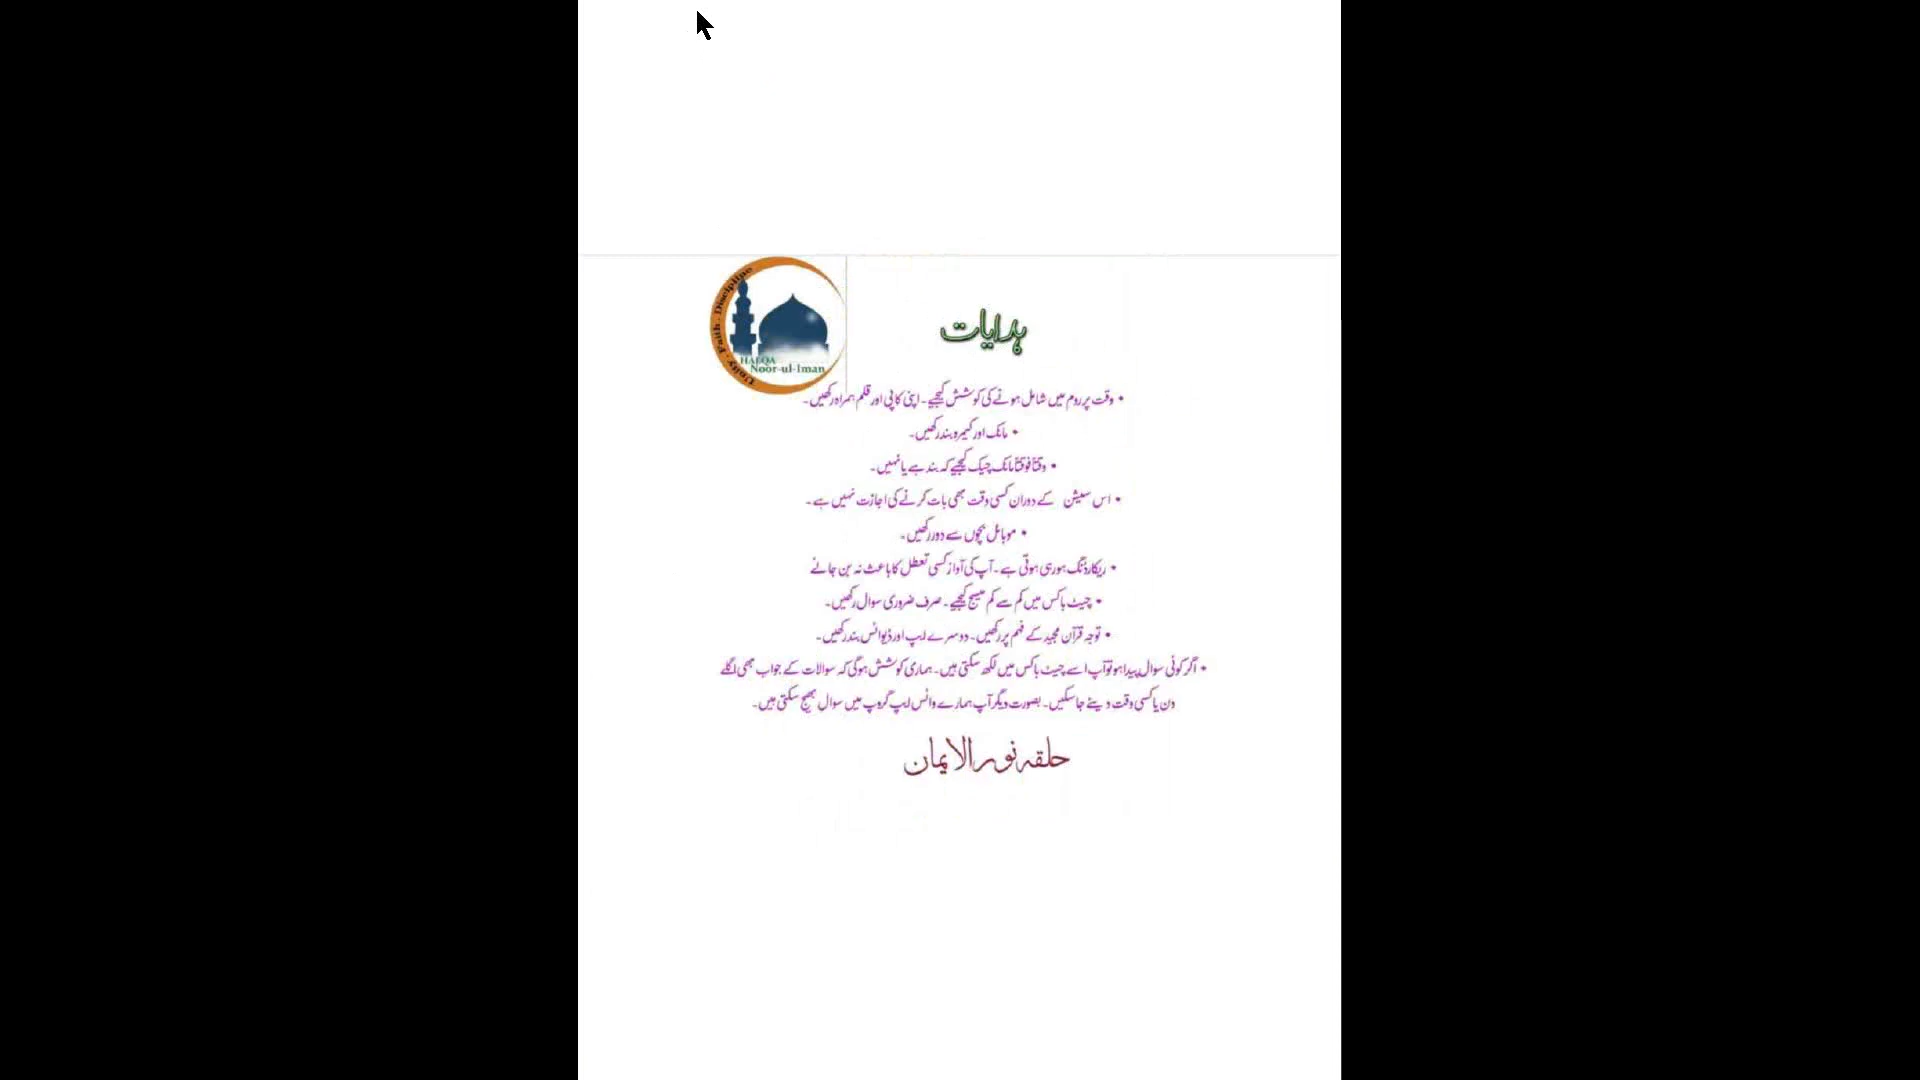 Unity. Faith. Discipline
HALQA
Noor-ul-Iman
ہدایات
• وقت پر روم میں شامل ہونے کی کوشش کیجیے۔ اپنی کاپی اور قلم ہمراہ رکھیں۔
• مائک اور کیمرہ بند رکھیں۔
• وقتاً فوقتاً مائک چیک کیجیے کہ بند ہے یا نہیں۔
• اس سیشن کے دوران کسی وقت بھی بات کرنے کی اجازت نہیں ہے۔
• موبائل بچوں سے دور رکھیں۔
• ریکارڈنگ ہو رہی ہوتی ہے۔ آپ کی آواز کسی تعطل کا باعث نہ بن جائے
• چیٹ باکس میں کم سے کم میسج کیجیے۔ صرف ضروری سوال رکھیں۔
• توجہ قرآن مجید کے فہم پر رکھیں۔ دوسرے ایپ اور ڈیوائس بند رکھیں۔
• اگر کوئی سوال پیدا ہو تو آپ اسے چیٹ باکس میں لکھ سکتی ہیں۔ ہماری کوشش ہوگی کہ سوالات کے جواب بھی اگلے
دن یا کسی وقت دیئے جا سکیں۔ بصورت دیگر آپ ہمارے واٹس ایپ گروپ میں سوال بھیج سکتی ہیں۔
حلقہ نور الایمان